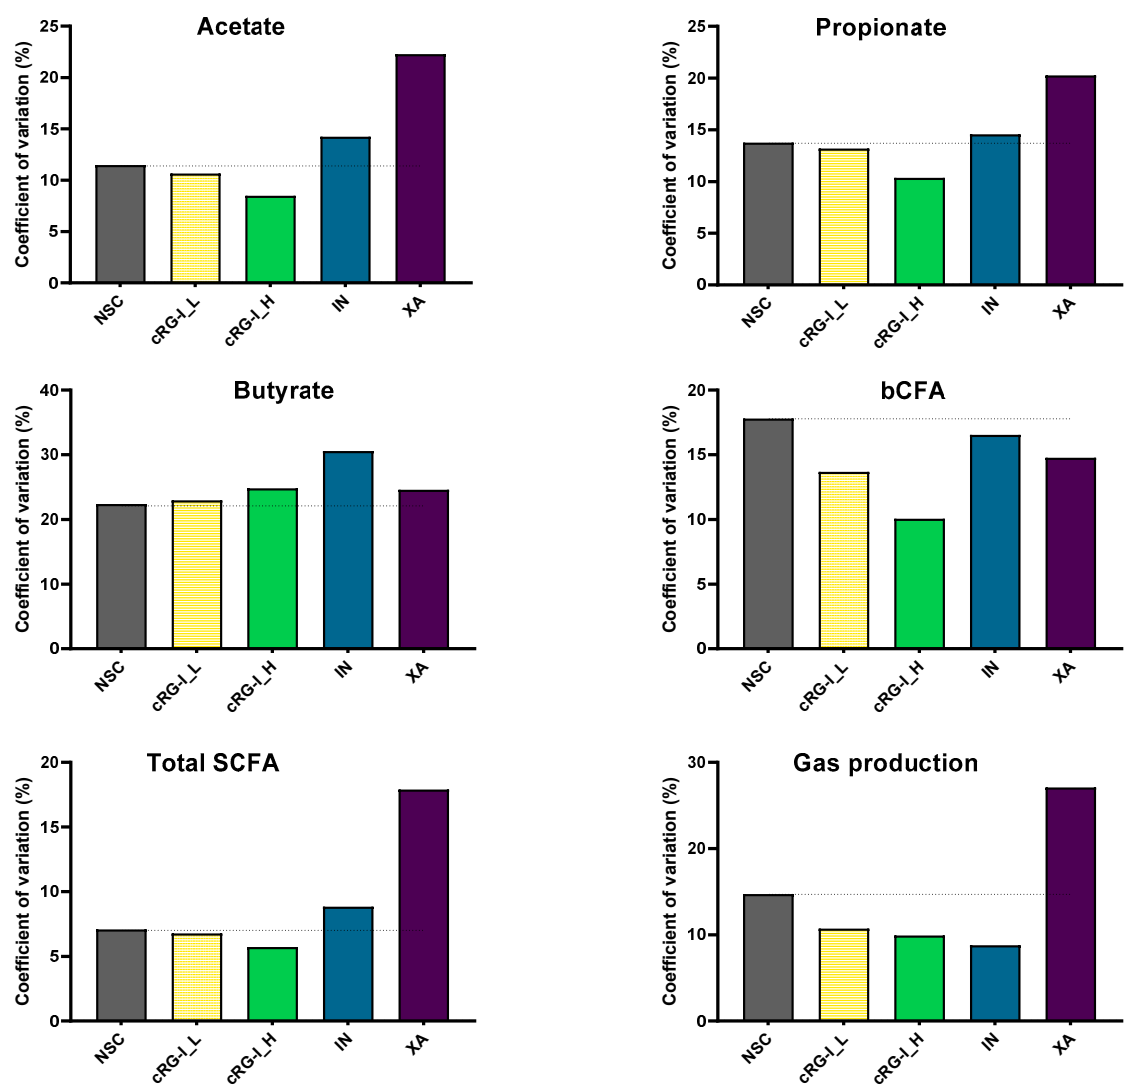 Acetate
Coefficient of variation (%)
25
20
15
10
5
0
NSC
cRG-I_L
cRG-I_H
IN
XA
Propionate
Coefficient of variation (%)
25
20
15
10
5
0
NSC
cRG-I_L
cRG-I_H
IN
XA
Butyrate
Coefficient of variation (%)
40
30
20
10
0
NSC
cRG-I_L
cRG-I_H
IN
XA
bCFA
Coefficient of variation (%)
20
15
10
5
0
NSC
cRG-I_L
cRG-I_H
IN
XA
Total SCFA
Coefficient of variation (%)
20
15
10
5
0
NSC
cRG-I_L
cRG-I_H
IN
XA
Gas production
Coefficient of variation (%)
30
20
10
0
NSC
cRG-I_L
cRG-I_H
IN
XA